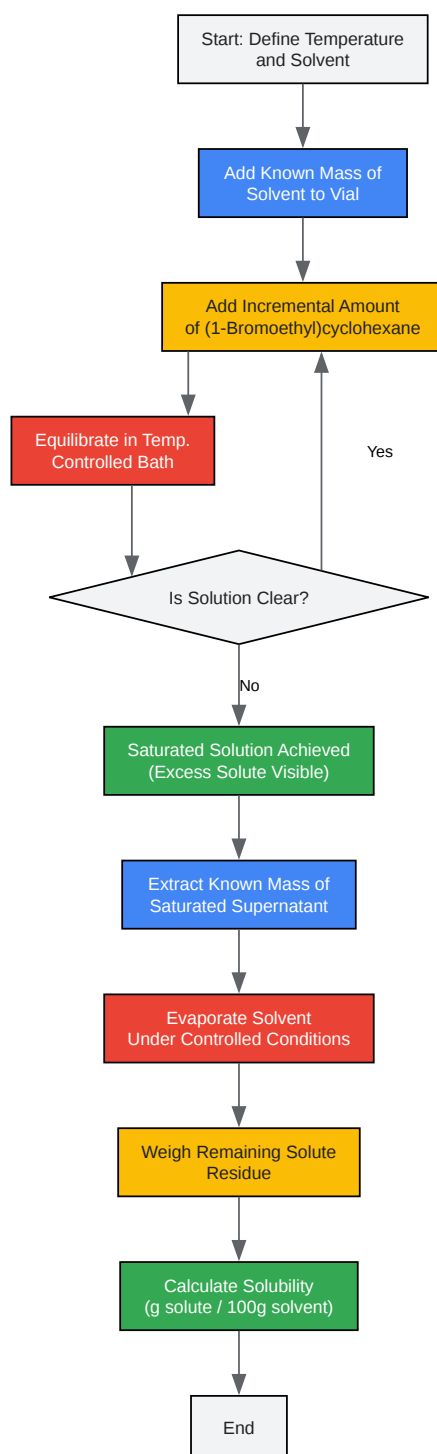 Start: Define Temperature
and Solvent
Add Known Mass of
Solvent to Vial
Add Incremental Amount
of (1-Bromoethyl)cyclohexane
Equilibrate in Temp.
Controlled Bath
Yes
Is Solution Clear?
No
Saturated Solution Achieved
(Excess Solute Visible)
Extract Known Mass of
Saturated Supernatant
Evaporate Solvent
Under Controlled Conditions
Weigh Remaining Solute
Residue
Calculate Solubility
(g solute / 100g solvent)
End